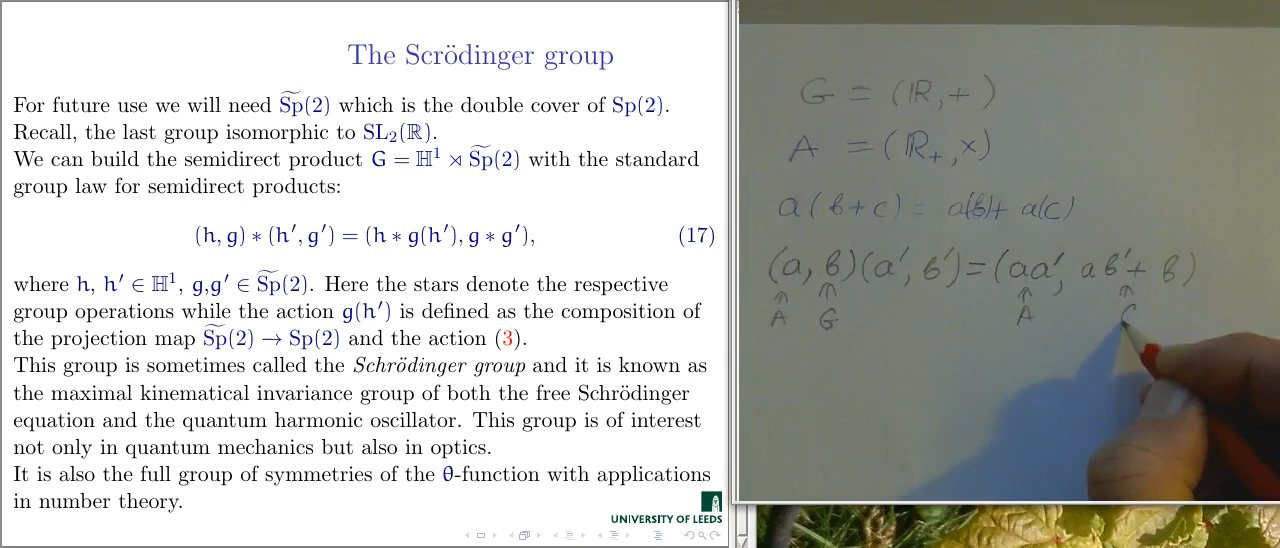 The Scrödinger group
For future use we will need S͠p(2) which is the double cover of Sp(2).
Recall, the last group isomorphic to SL₂(ℝ).
We can build the semidirect product G = ℍ¹ ⋊ S͠p(2) with the standard
group law for semidirect products:
(h, g) ∗ (h′, g′) = (h ∗ g(h′), g ∗ g′), (17)
where h, h′ ∈ ℍ¹, g,g′ ∈ S͠p(2). Here the stars denote the respective
group operations while the action g(h′) is defined as the composition of
the projection map S͠p(2) → Sp(2) and the action (3).
This group is sometimes called the Schrödinger group and it is known as
the maximal kinematical invariance group of both the free Schrödinger
equation and the quantum harmonic oscillator. This group is of interest
not only in quantum mechanics but also in optics.
It is also the full group of symmetries of the θ-function with applications
in number theory.
UNIVERSITY OF LEEDS
G = (ℝ, +)
A = (ℝ₊, ×)
a(b+c) = a(b)+ a(c)
(a, b)(a′, b′)=(aa′, ab′+ b)
↑ ↑ ↑ ↑
A G A